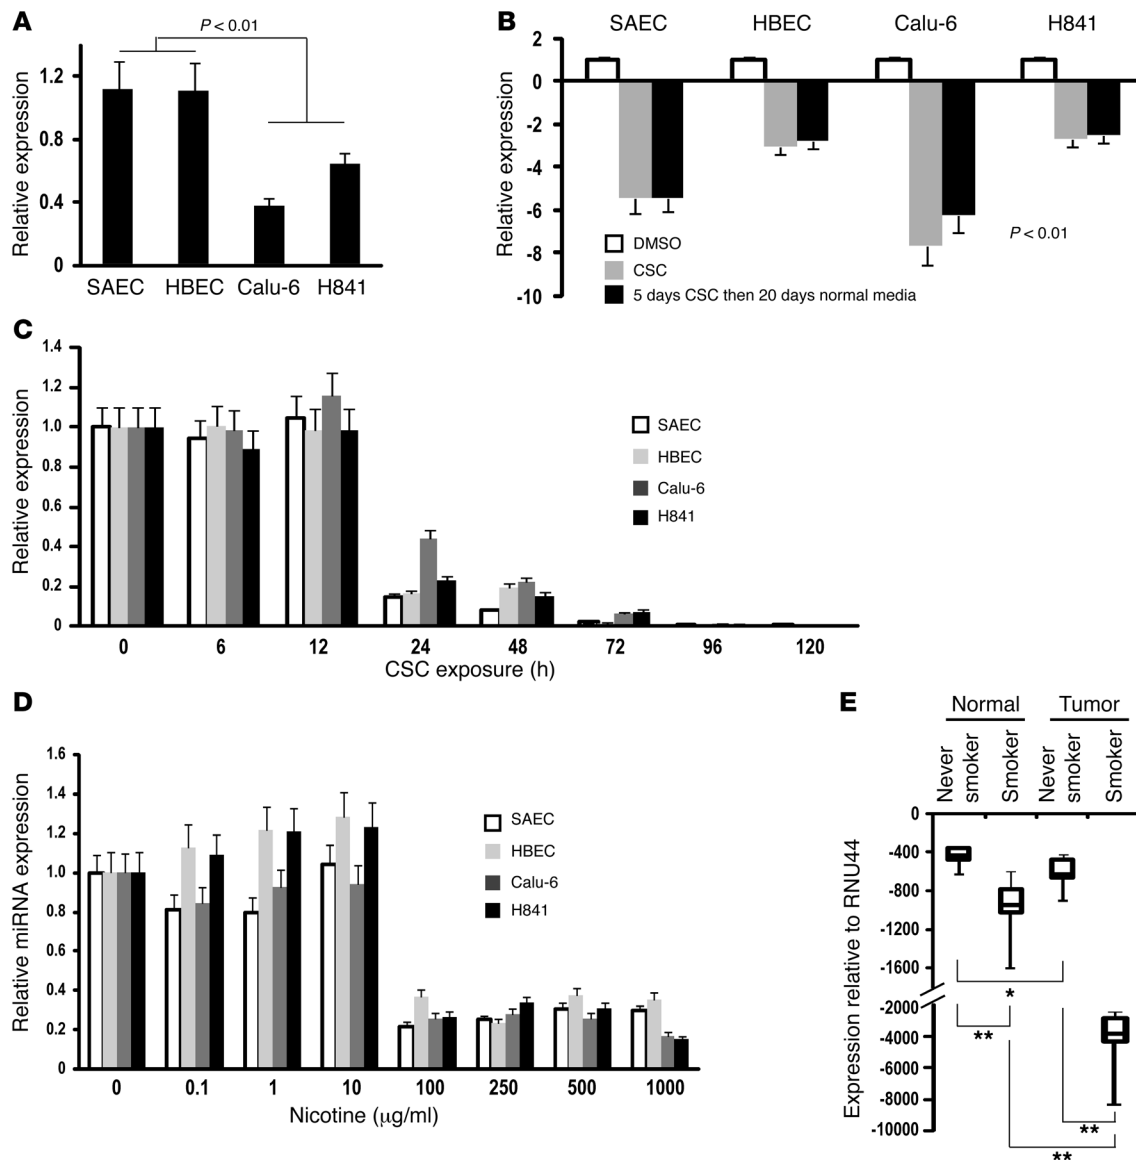 A
P < 0.01
Relative expression
1.2
0.8
0.4
0
SAEC HBEC Calu-6 H841
B
SAEC HBEC Calu-6 H841
Relative expression
2
0
-2
-4
-6
-8
-10
P < 0.01
DMSO
CSC
5 days CSC then 20 days normal media
C
Relative expression
1.4
1.2
1.0
0.8
0.6
0.4
0.2
0
SAEC
HBEC
Calu-6
H841
0 6 12 24 48 72 96 120
CSC exposure (h)
D
Relative miRNA expression
1.6
1.4
1.2
1.0
0.8
0.6
0.4
0.2
0
SAEC
HBEC
Calu-6
H841
0 0.1 1 10 100 250 500 1000
Nicotine (µg/ml)
E
Normal Tumor
Never
smoker
Smoker
Never
smoker
Smoker
Expression relative to RNU44
0
-400
-800
-1200
-1600
-2000
-4000
-6000
-8000
-10000
*
**
**
**